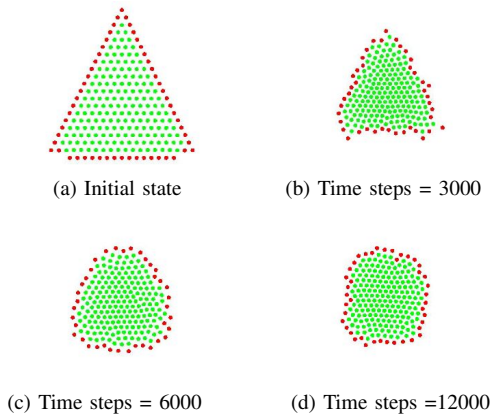 (a) Initial state
(b) Time steps = 3000
(c) Time steps = 6000
(d) Time steps =12000